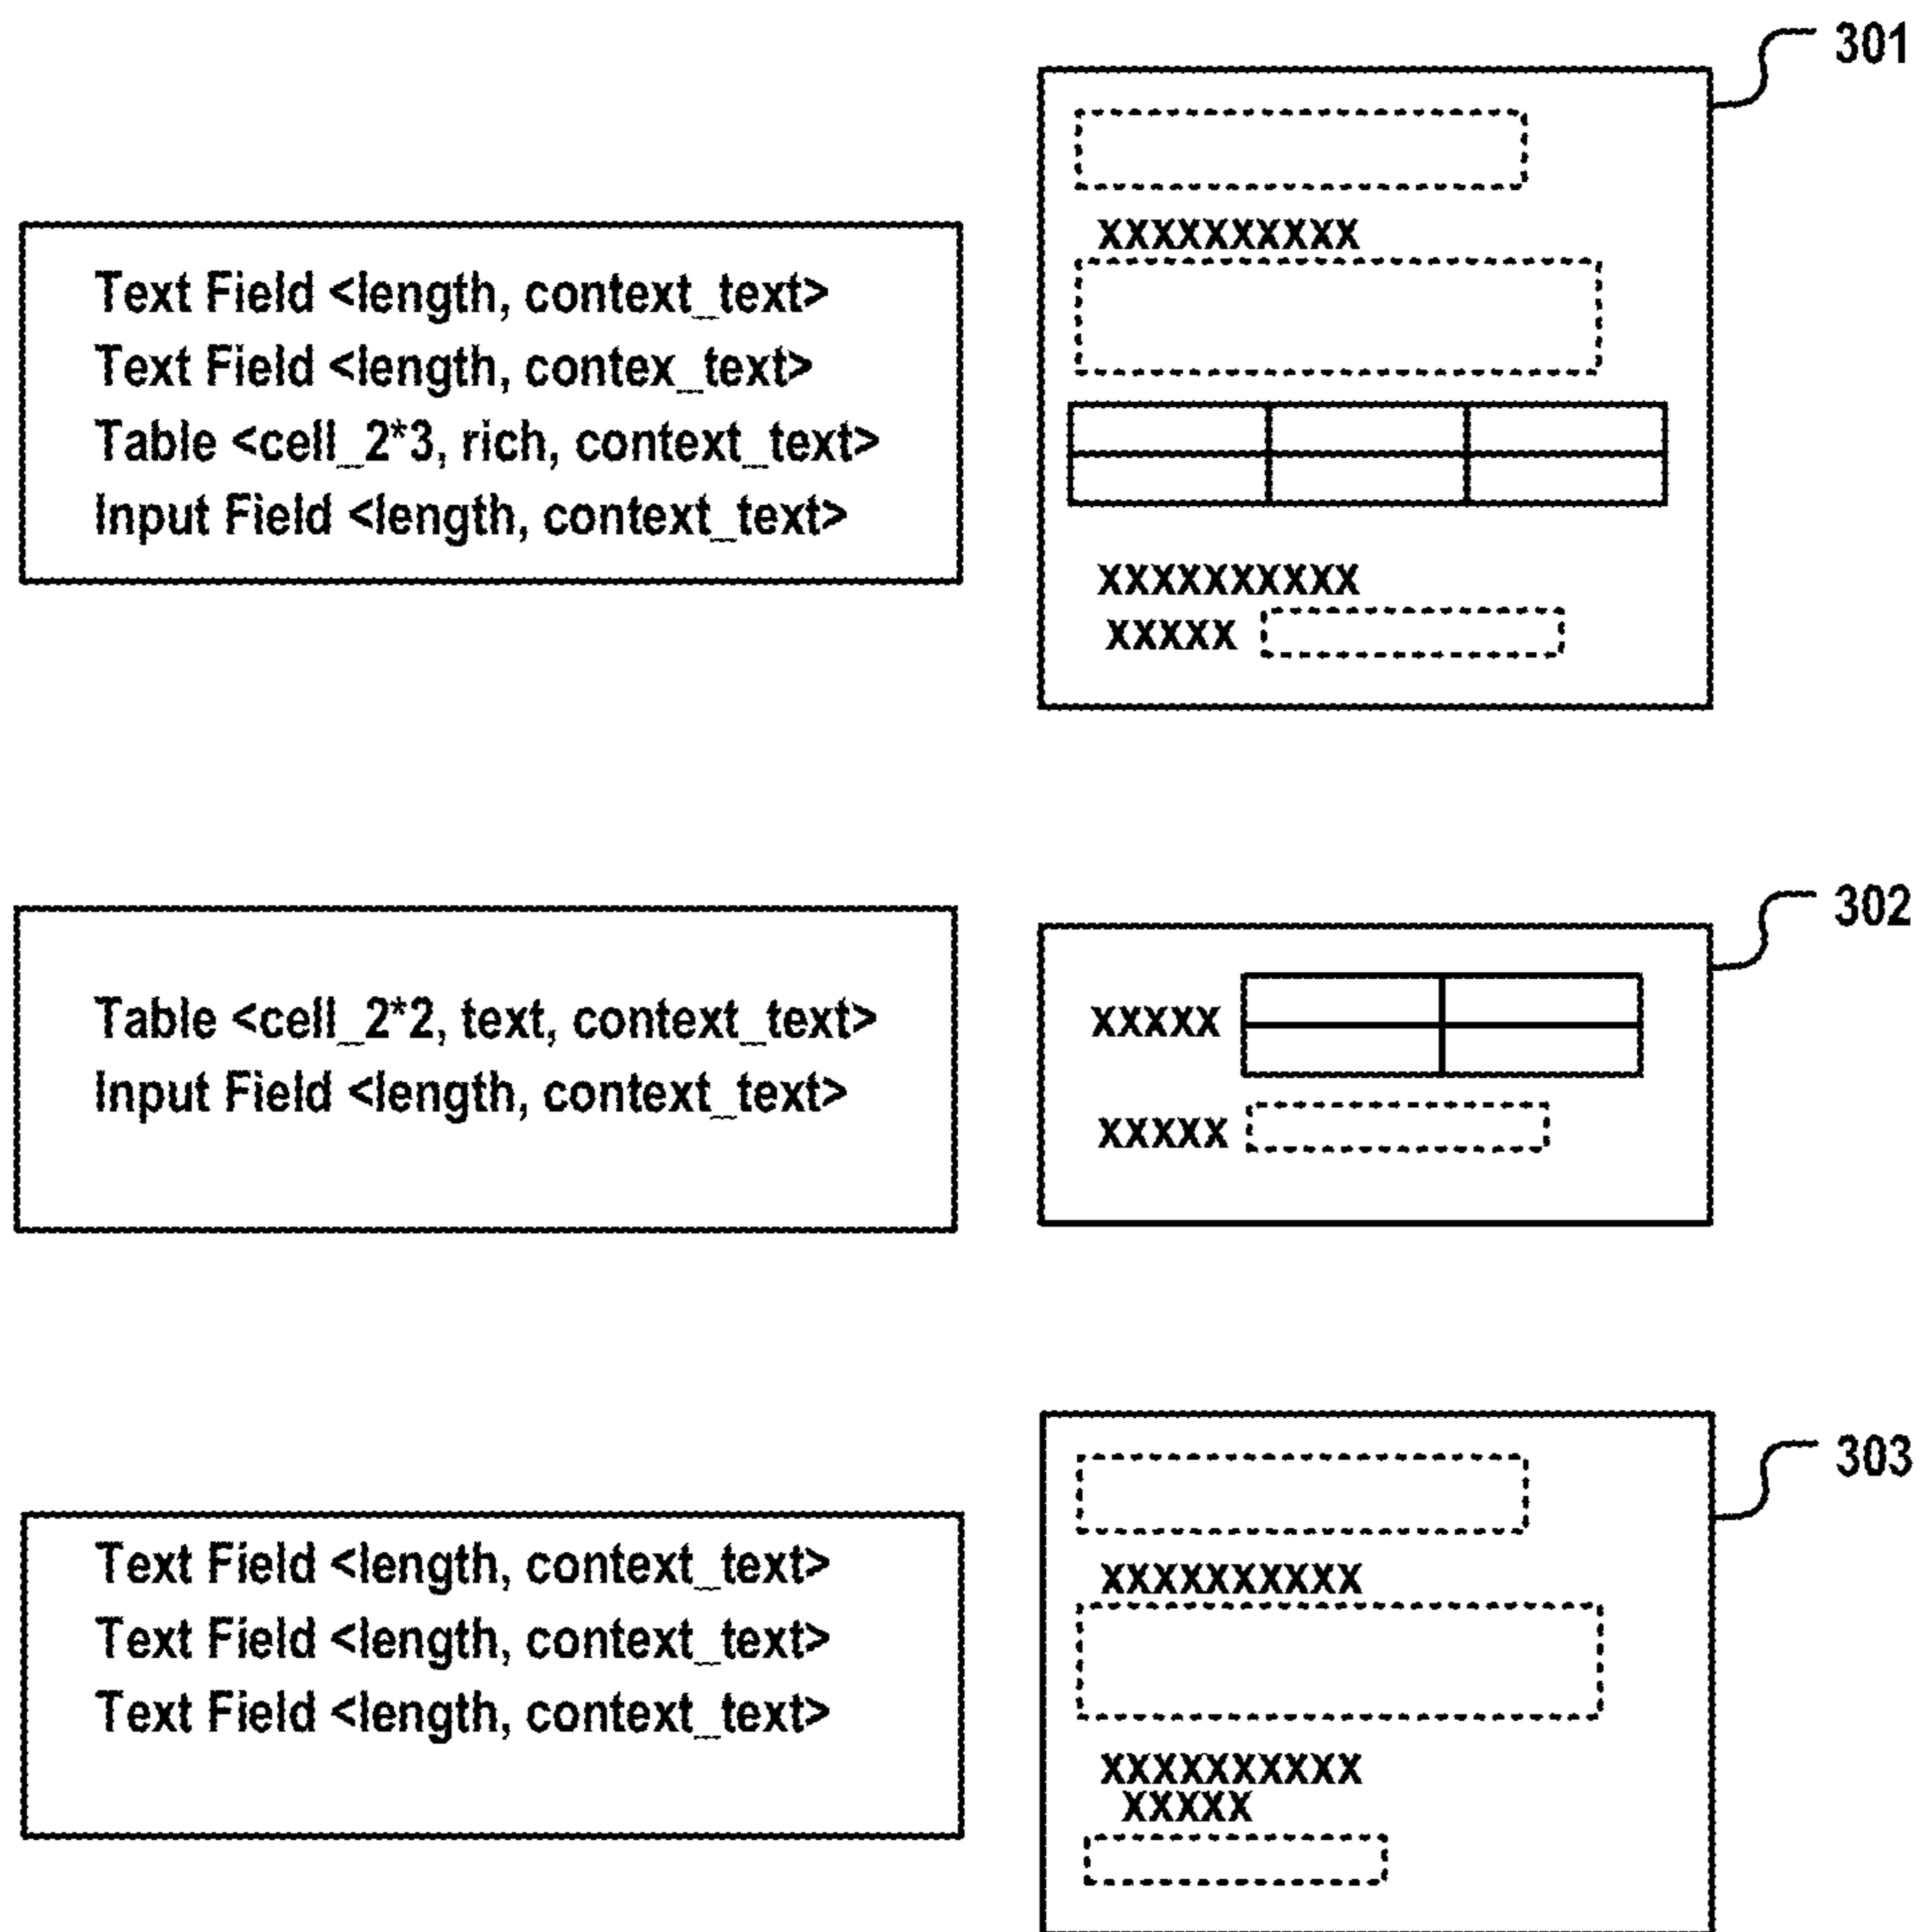 301
XXXXXXXXXX
Text Field <length, context_text>
Text Field <length, contex_text>
Table <cell_2*3, rich, context_text>
Input Field <length, context_text>
XXXXXXXXXX
XXXXX
302
Table <cell_2*2, text, context_text>
Input Field <length, context_text>
XXXXX
XXXXX
303
Text Field <length, context_text>
Text Field <length, context_text>
Text Field <length, context_text>
XXXXXXXXXX
XXXXXXXXXX
XXXXX